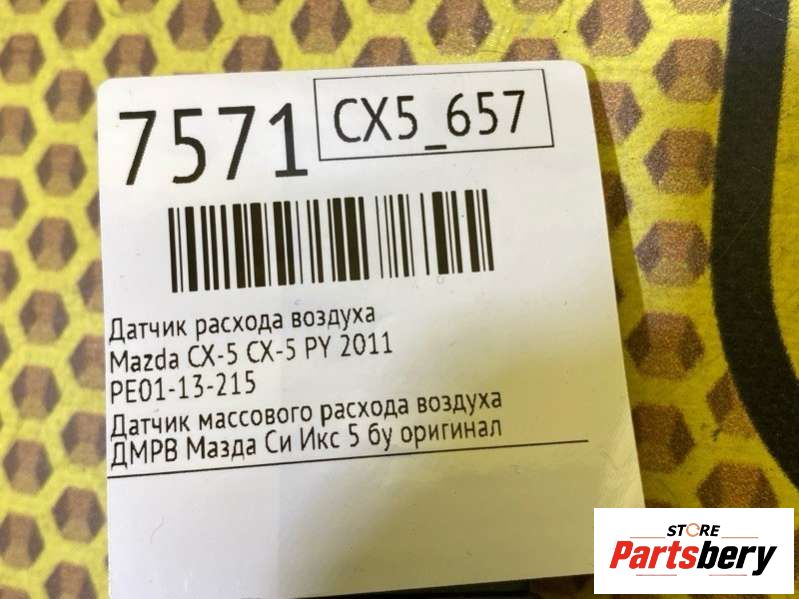 7571
CX5_657
Датчик расхода воздуха
Mazda CX-5 CX-5 PY 2011
PE01-13-215
Датчик массового расхода воздуха
ДМРВ Мазда Си Икс 5 бу оригинал
STORE
Partsbery